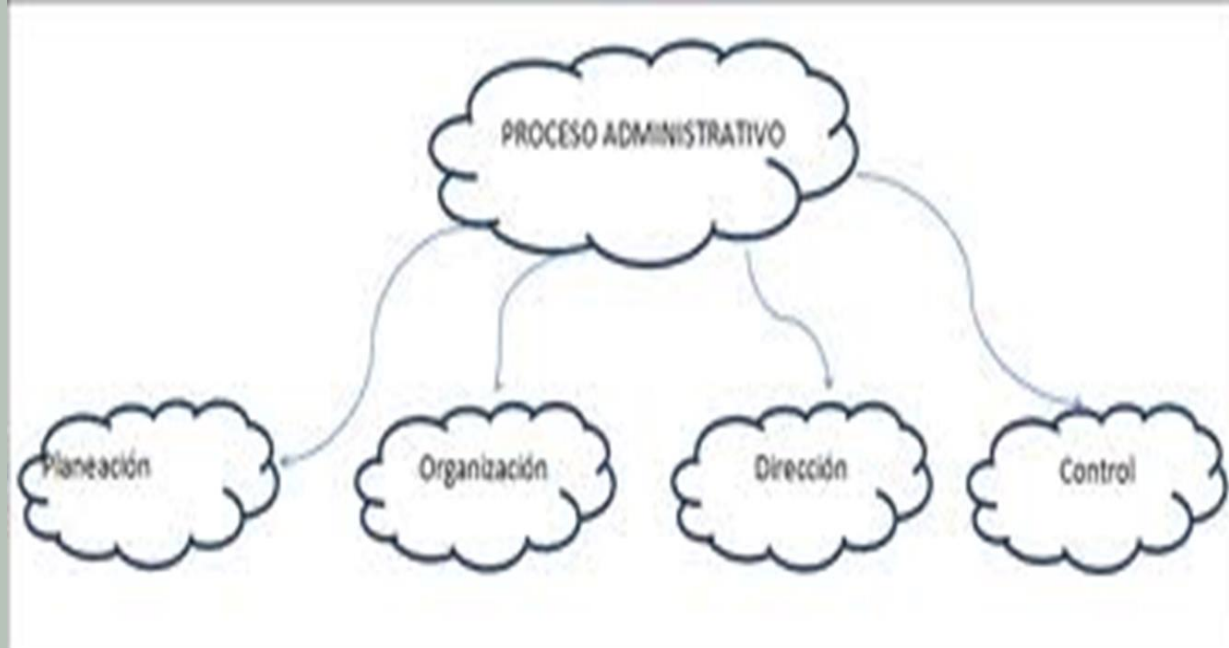 PROCESO ADMINISTRATIVO
Planeación
Organización
Dirección
Control